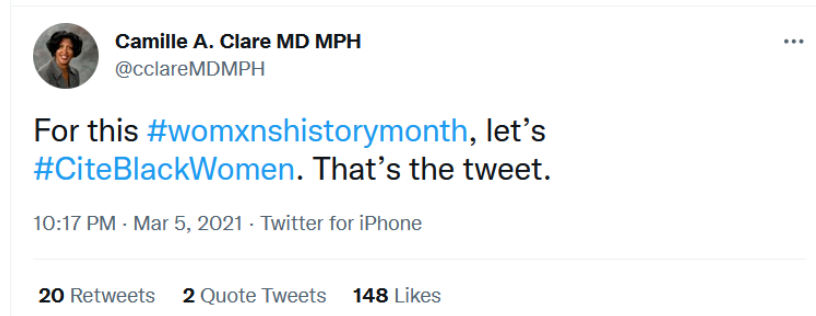 Camille A. Clare MD MPH
@cclareMDMPH
For this #womxnshistorymonth, let’s
#CiteBlackWomen. That’s the tweet.
10:17 PM · Mar 5, 2021 · Twitter for iPhone
20 Retweets 2 Quote Tweets 148 Likes